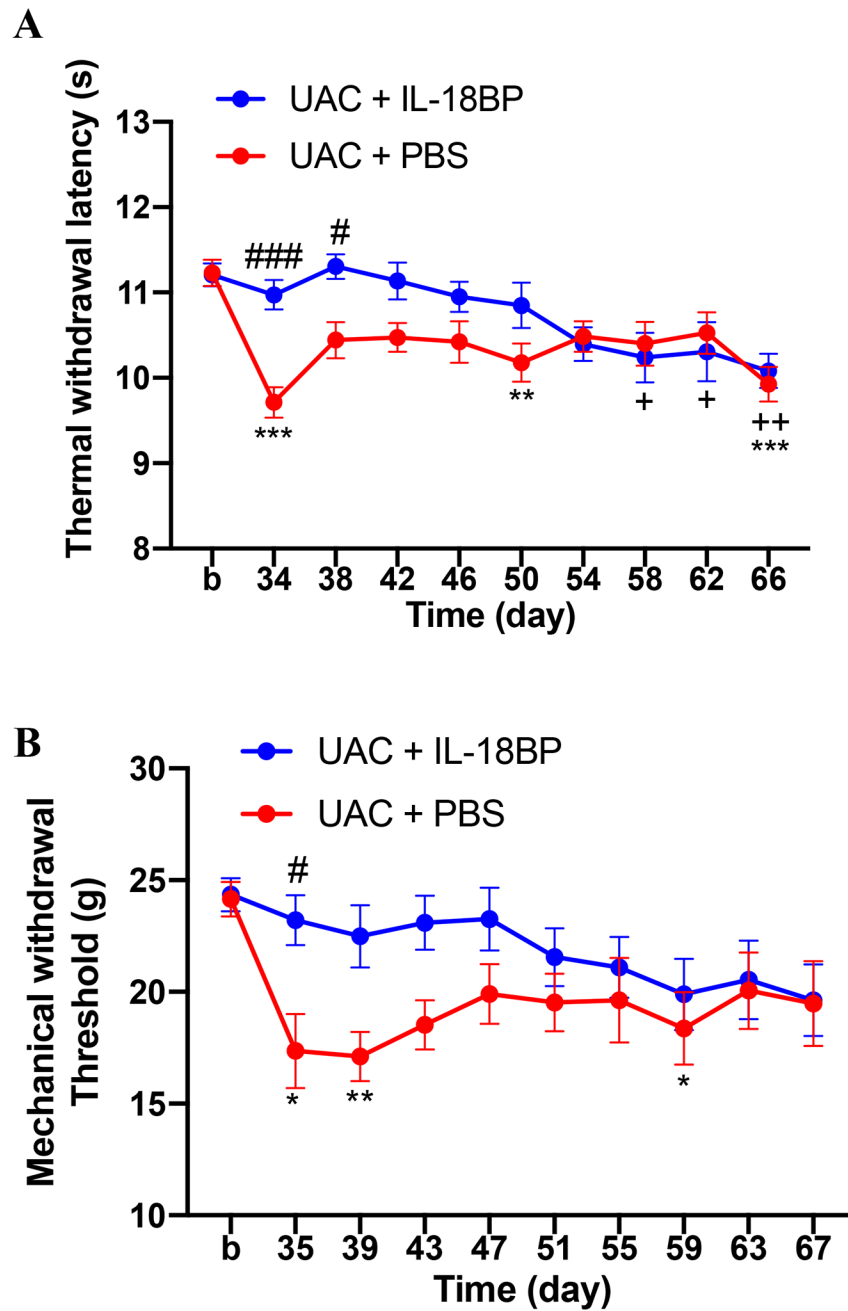 A
UAC + IL-18BP
UAC + PBS
Thermal withdrawal latency (s)
13
12
11
10
9
8
###
#
***
**
+
+
++
***
b 34 38 42 46 50 54 58 62 66
Time (day)
B
UAC + IL-18BP
UAC + PBS
Mechanical withdrawal
Threshold (g)
30
25
20
15
10
#
*
**
*
b 35 39 43 47 51 55 59 63 67
Time (day)